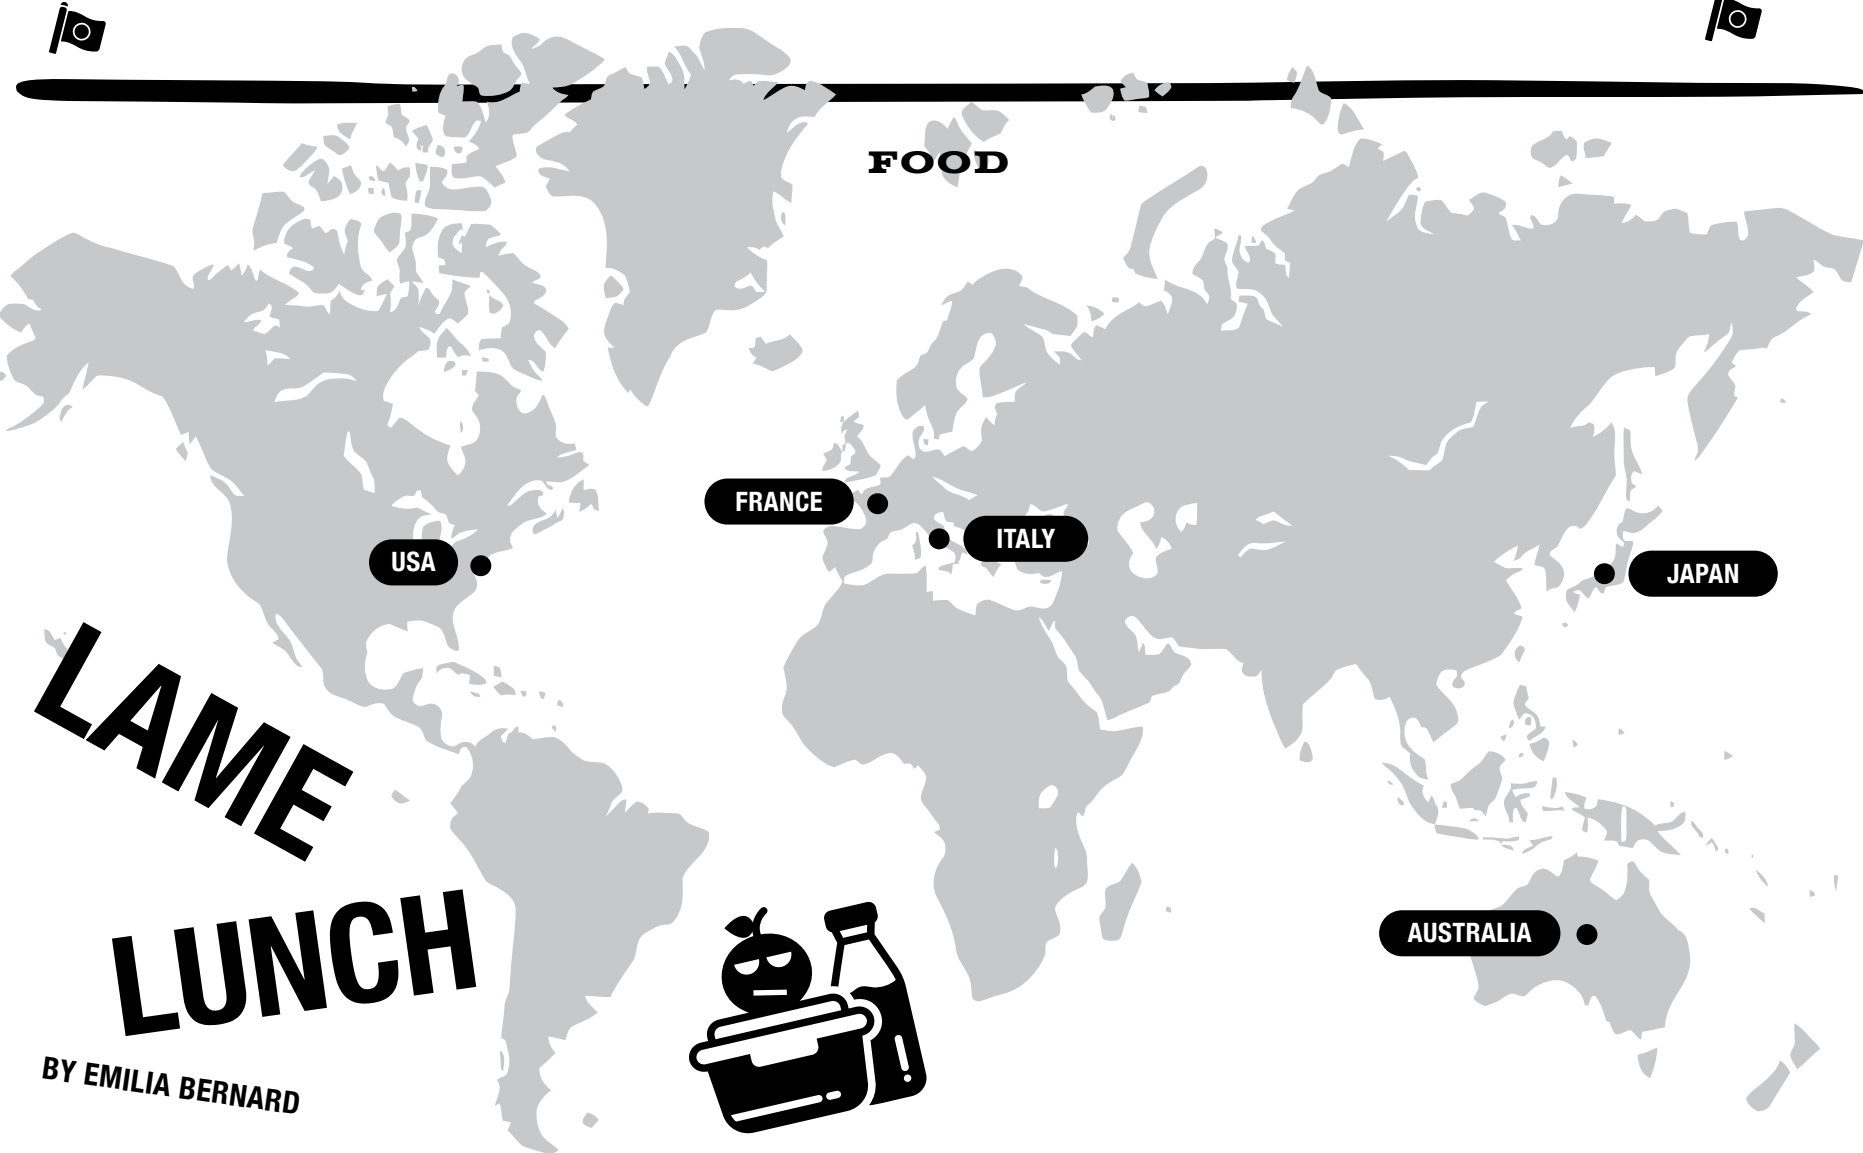 FOOD
FRANCE
ITALY
USA
JAPAN
LAME
LUNCH
AUSTRALIA
BY EMILIA BERNARD